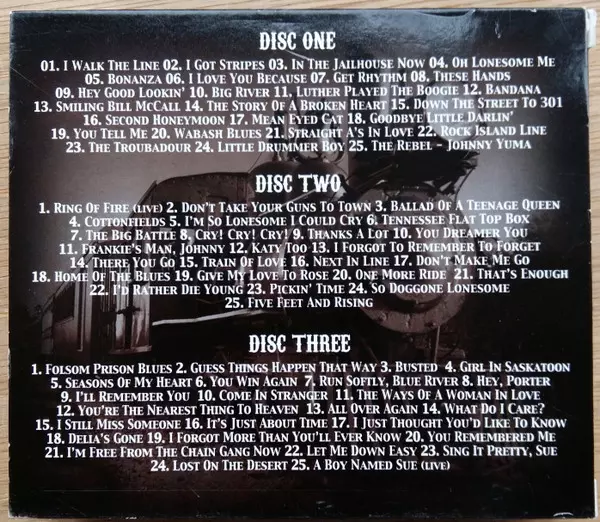 DISC ONE
01. I WALK THE LINE 02. I GOT STRIPES 03. IN THE JAILHOUSE NOW 04. OH LONESOME ME
05. BONANZA 06. I LOVE YOU BECAUSE 07. GET RHYTHM 08. THESE HANDS
09. HEY GOOD LOOKIN' 10. BIG RIVER 11. LUTHER PLAYED THE BOOGIE 12. BANDANA
13. SMILING BILL MCCALL 14. THE STORY OF A BROKEN HEART 15. DOWN THE STREET TO 301
16. SECOND HONEYMOON 17. MEAN EYED CAT 18. GOODBYE LITTLE DARLIN'
19. YOU TELL ME 20. WABASH BLUES 21. STRAIGHT A'S IN LOVE 22. ROCK ISLAND LINE
23. THE TROUBADOUR 24. LITTLE DRUMMER BOY 25. THE REBEL - JOHNNY YUMA
DISC TWO
1. RING OF FIRE (LIVE) 2. DON'T TAKE YOUR GUNS TO TOWN 3. BALLAD OF A TEENAGE QUEEN
4. COTTONFIELDS 5. I'M SO LONESOME I COULD CRY 6. TENNESSEE FLAT TOP BOX
7. THE BIG BATTLE 8. CRY! CRY! CRY! 9. THANKS A LOT 10. YOU DREAMER YOU
11. FRANKIE'S MAN, JOHNNY 12. KATY TOO 13. I FORGOT TO REMEMBER TO FORGET
14. THERE YOU GO 15. TRAIN OF LOVE 16. NEXT IN LINE 17. DON'T MAKE ME GO
18. HOME OF THE BLUES 19. GIVE MY LOVE TO ROSE 20. ONE MORE RIDE 21. THAT'S ENOUGH
22. I'D RATHER DIE YOUNG 23. PICKIN' TIME 24. SO DOGGONE LONESOME
25. FIVE FEET AND RISING
DISC THREE
1. FOLSOM PRISON BLUES 2. GUESS THINGS HAPPEN THAT WAY 3. BUSTED 4. GIRL IN SASKATOON
5. SEASONS OF MY HEART 6. YOU WIN AGAIN 7. RUN SOFTLY, BLUE RIVER 8. HEY, PORTER
9. I'LL REMEMBER YOU 10. COME IN STRANGER 11. THE WAYS OF A WOMAN IN LOVE
12. YOU'RE THE NEAREST THING TO HEAVEN 13. ALL OVER AGAIN 14. WHAT DO I CARE?
15. I STILL MISS SOMEONE 16. IT'S JUST ABOUT TIME 17. I JUST THOUGHT YOU'D LIKE TO KNOW
18. DELIA'S GONE 19. I FORGOT MORE THAN YOU'LL EVER KNOW 20. YOU REMEMBERED ME
21. I'M FREE FROM THE CHAIN GANG NOW 22. LET ME DOWN EASY 23. SING IT PRETTY, SUE
24. LOST ON THE DESERT 25. A BOY NAMED SUE (LIVE)